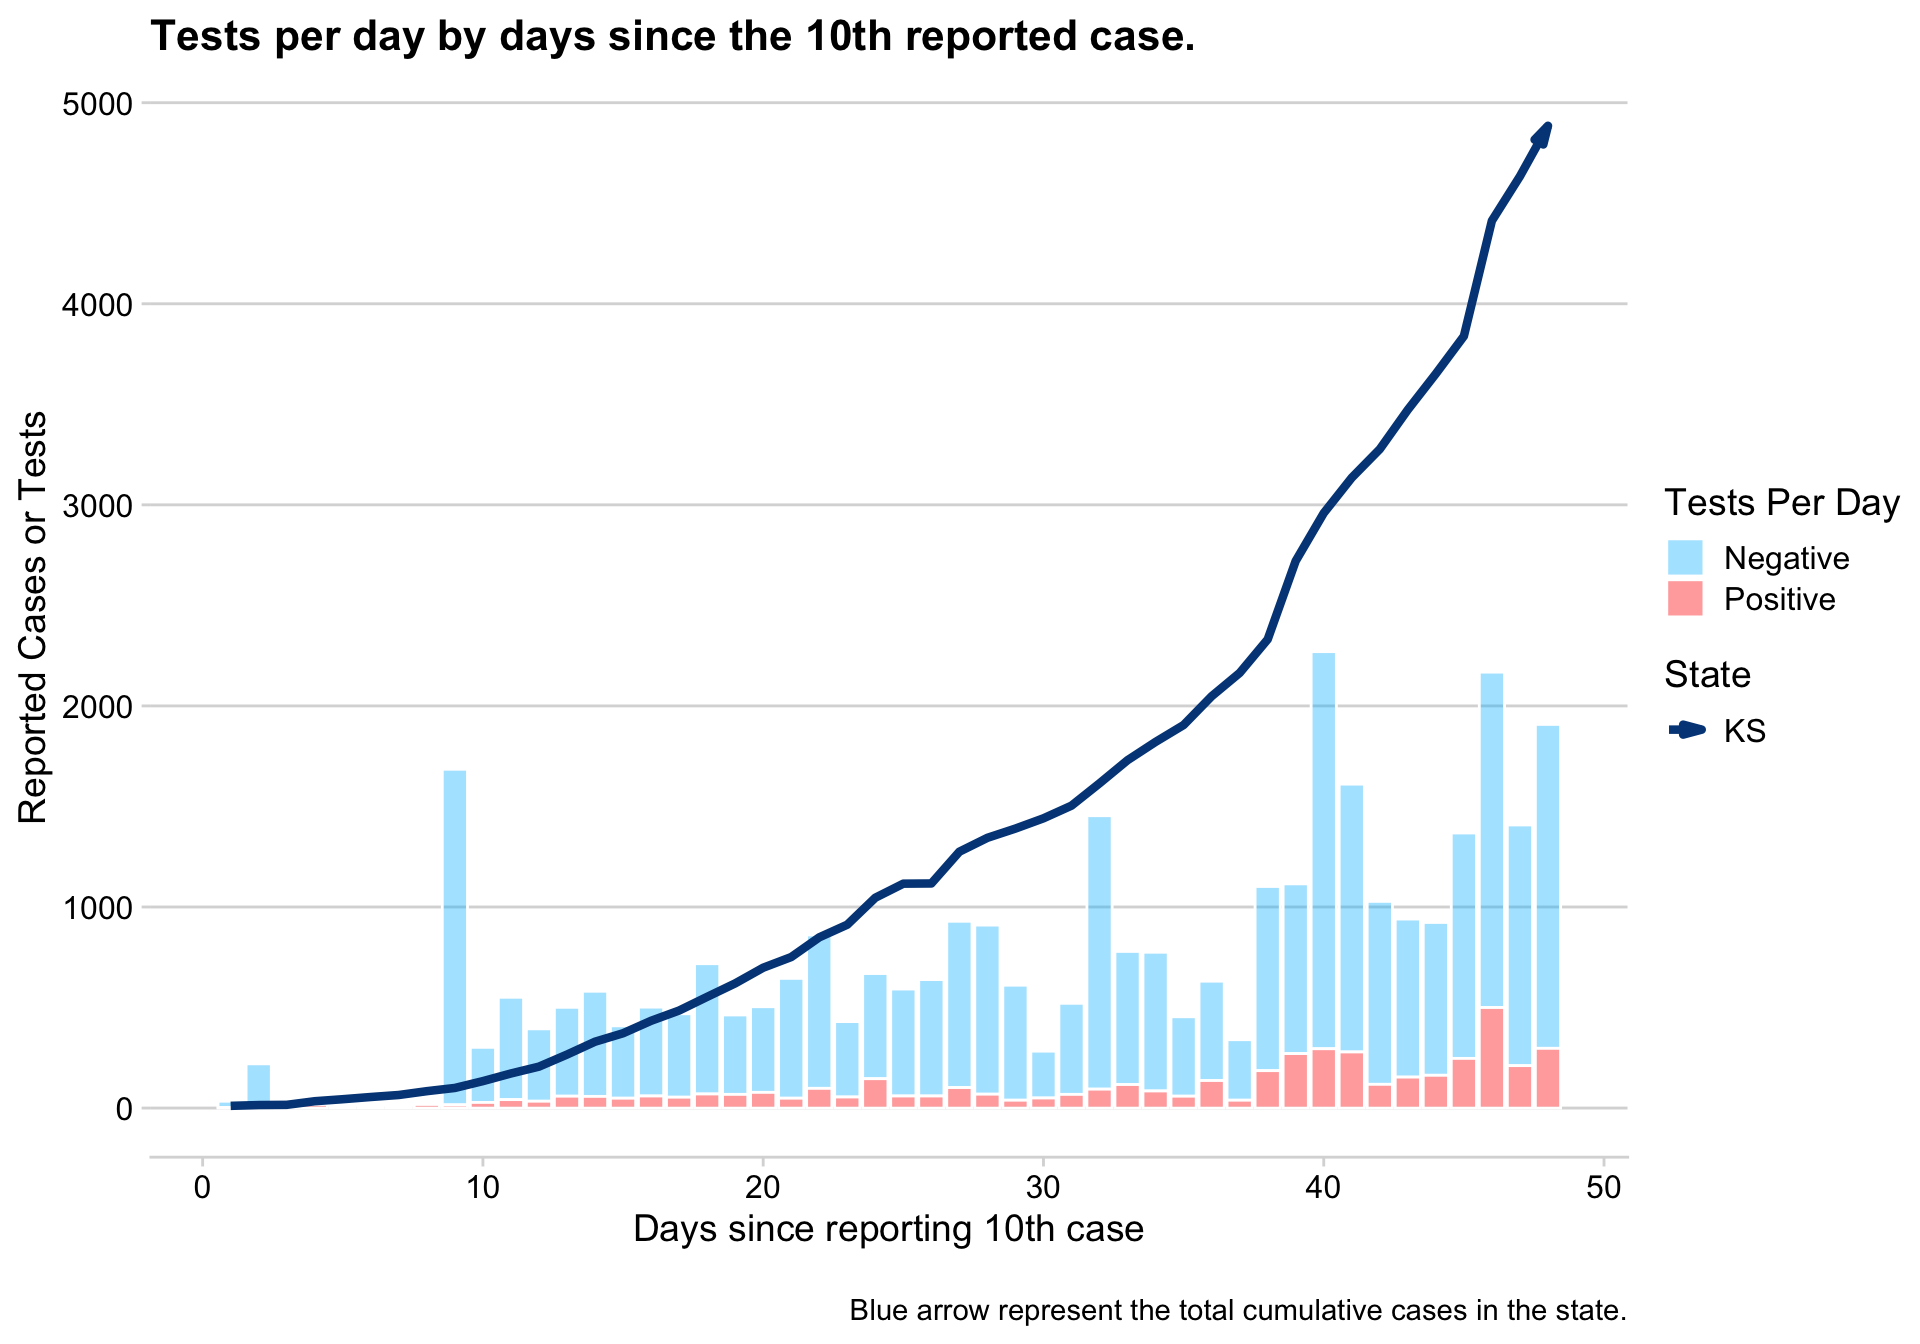 Tests per day by days since the 10th reported case.
5000
4000
3000
2000
1000
0
Reported Cases or Tests
0 10 20 30 40 50
Days since reporting 10th case
Tests Per Day
Negative
Positive
State
KS
Blue arrow represent the total cumulative cases in the state.